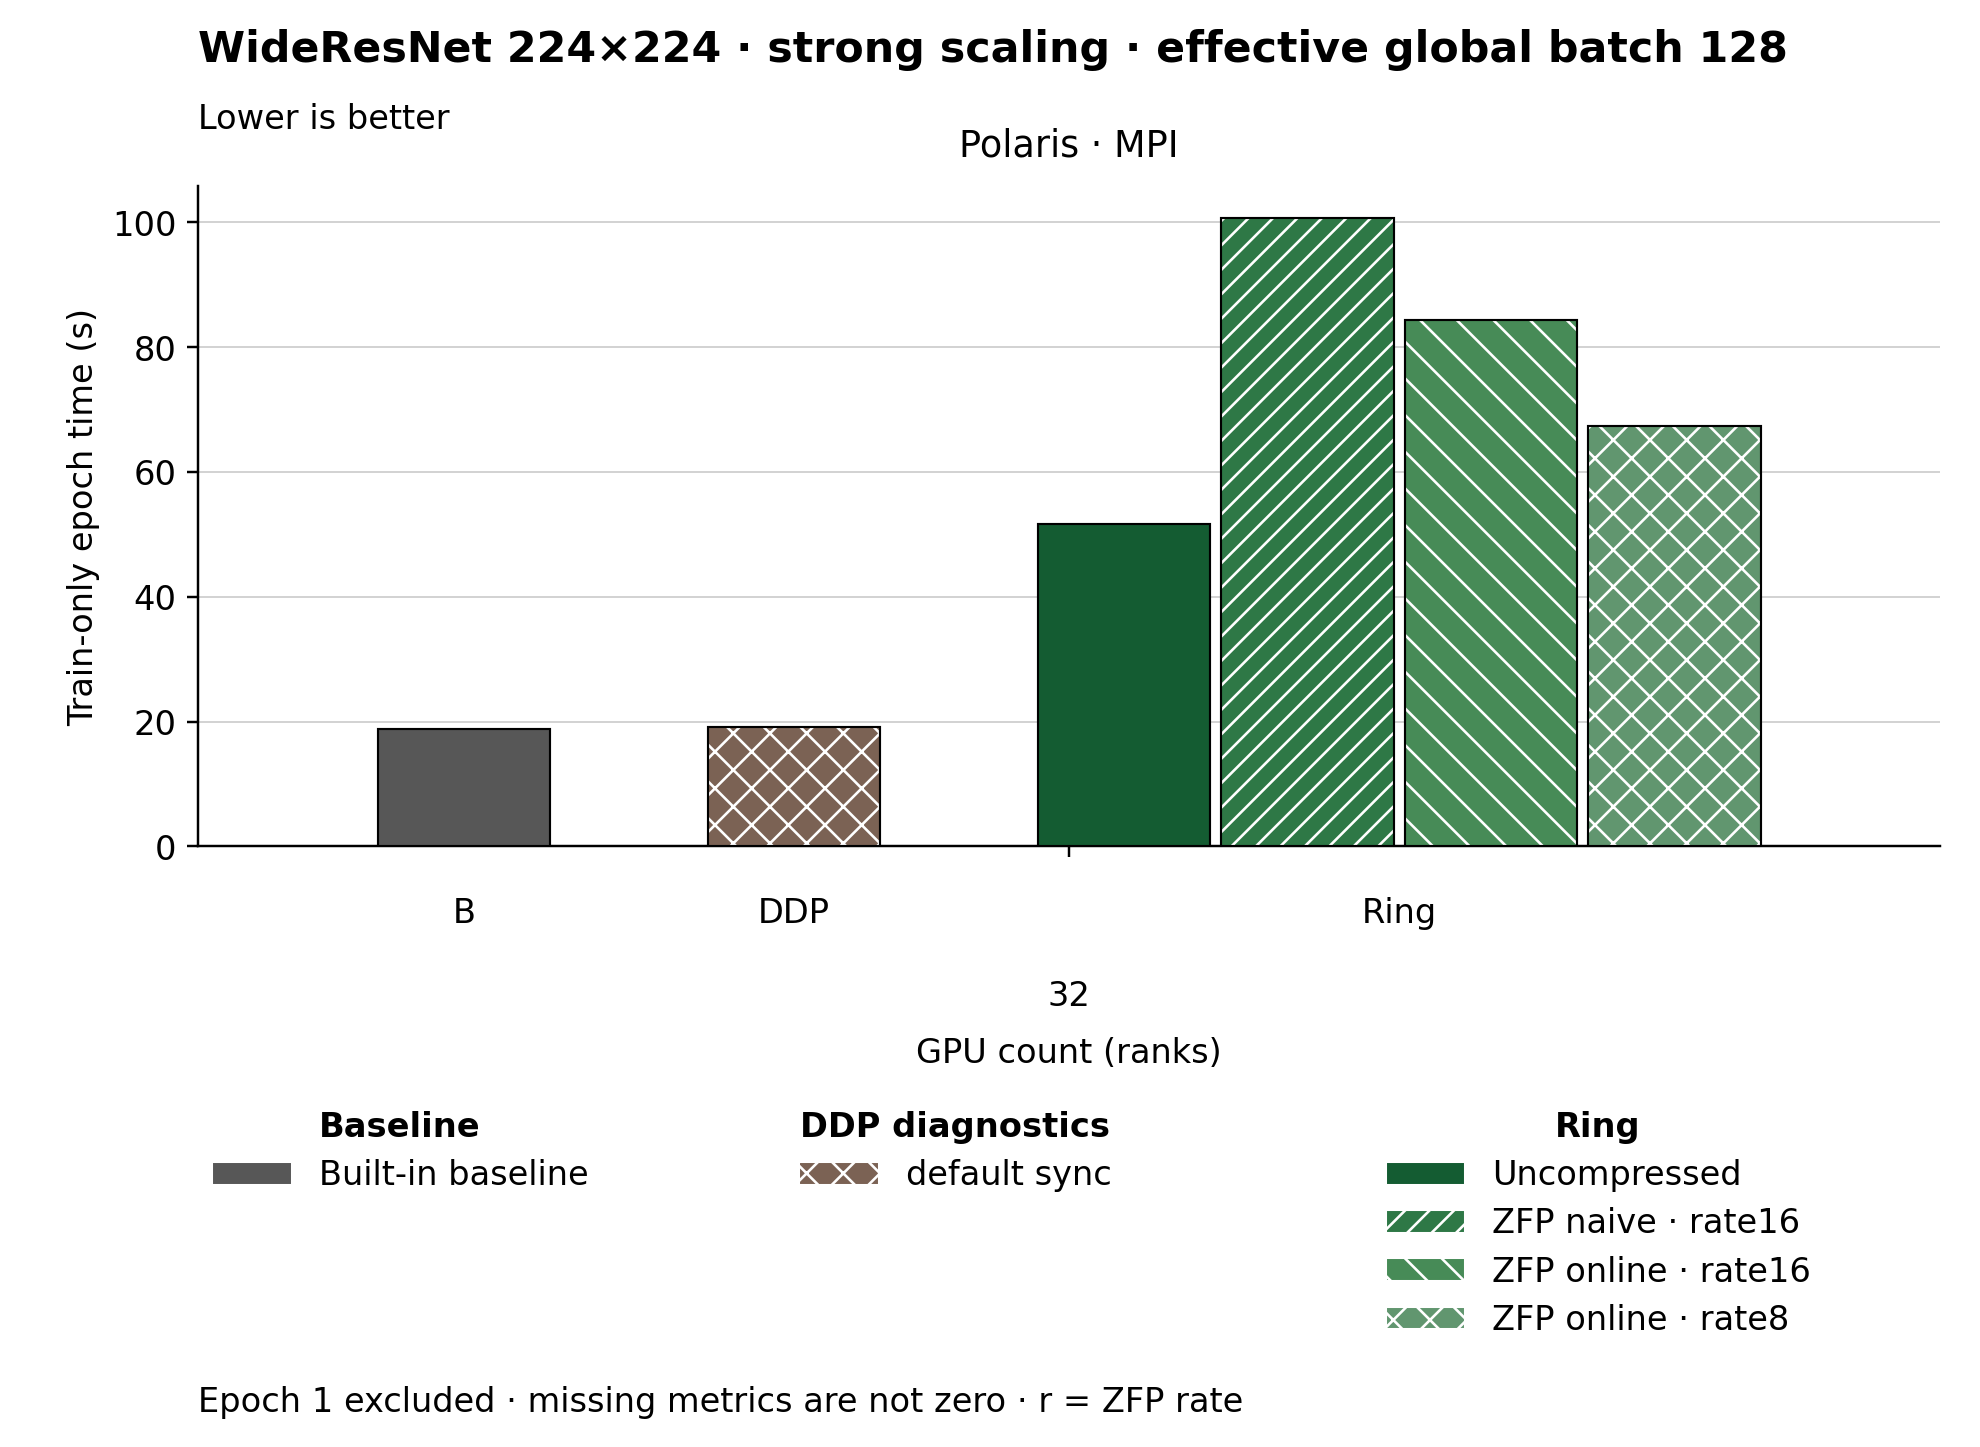 WideResNet 224×224 · strong scaling · effective global batch 128
Lower is better
Polaris · MPI
Train-only epoch time (s)
100
80
60
40
20
0
B
DDP
Ring
32
GPU count (ranks)
Baseline
Built-in baseline
DDP diagnostics
default sync
Ring
Uncompressed
ZFP naive · rate16
ZFP online · rate16
ZFP online · rate8
Epoch 1 excluded · missing metrics are not zero · r = ZFP rate